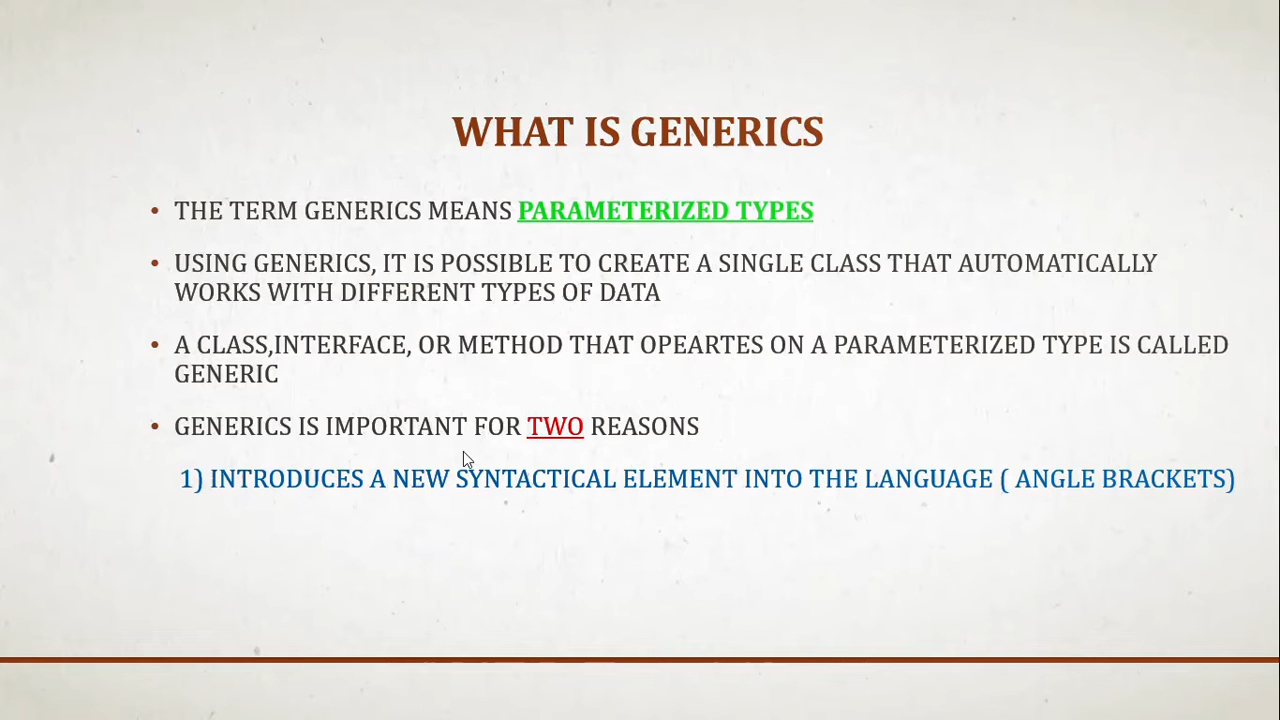 WHAT IS GENERICS
• THE TERM GENERICS MEANS PARAMETERIZED TYPES
• USING GENERICS, IT IS POSSIBLE TO CREATE A SINGLE CLASS THAT AUTOMATICALLY
WORKS WITH DIFFERENT TYPES OF DATA
• A CLASS,INTERFACE, OR METHOD THAT OPEARTES ON A PARAMETERIZED TYPE IS CALLED
GENERIC
• GENERICS IS IMPORTANT FOR TWO REASONS
1) INTRODUCES A NEW SYNTACTICAL ELEMENT INTO THE LANGUAGE ( ANGLE BRACKETS)